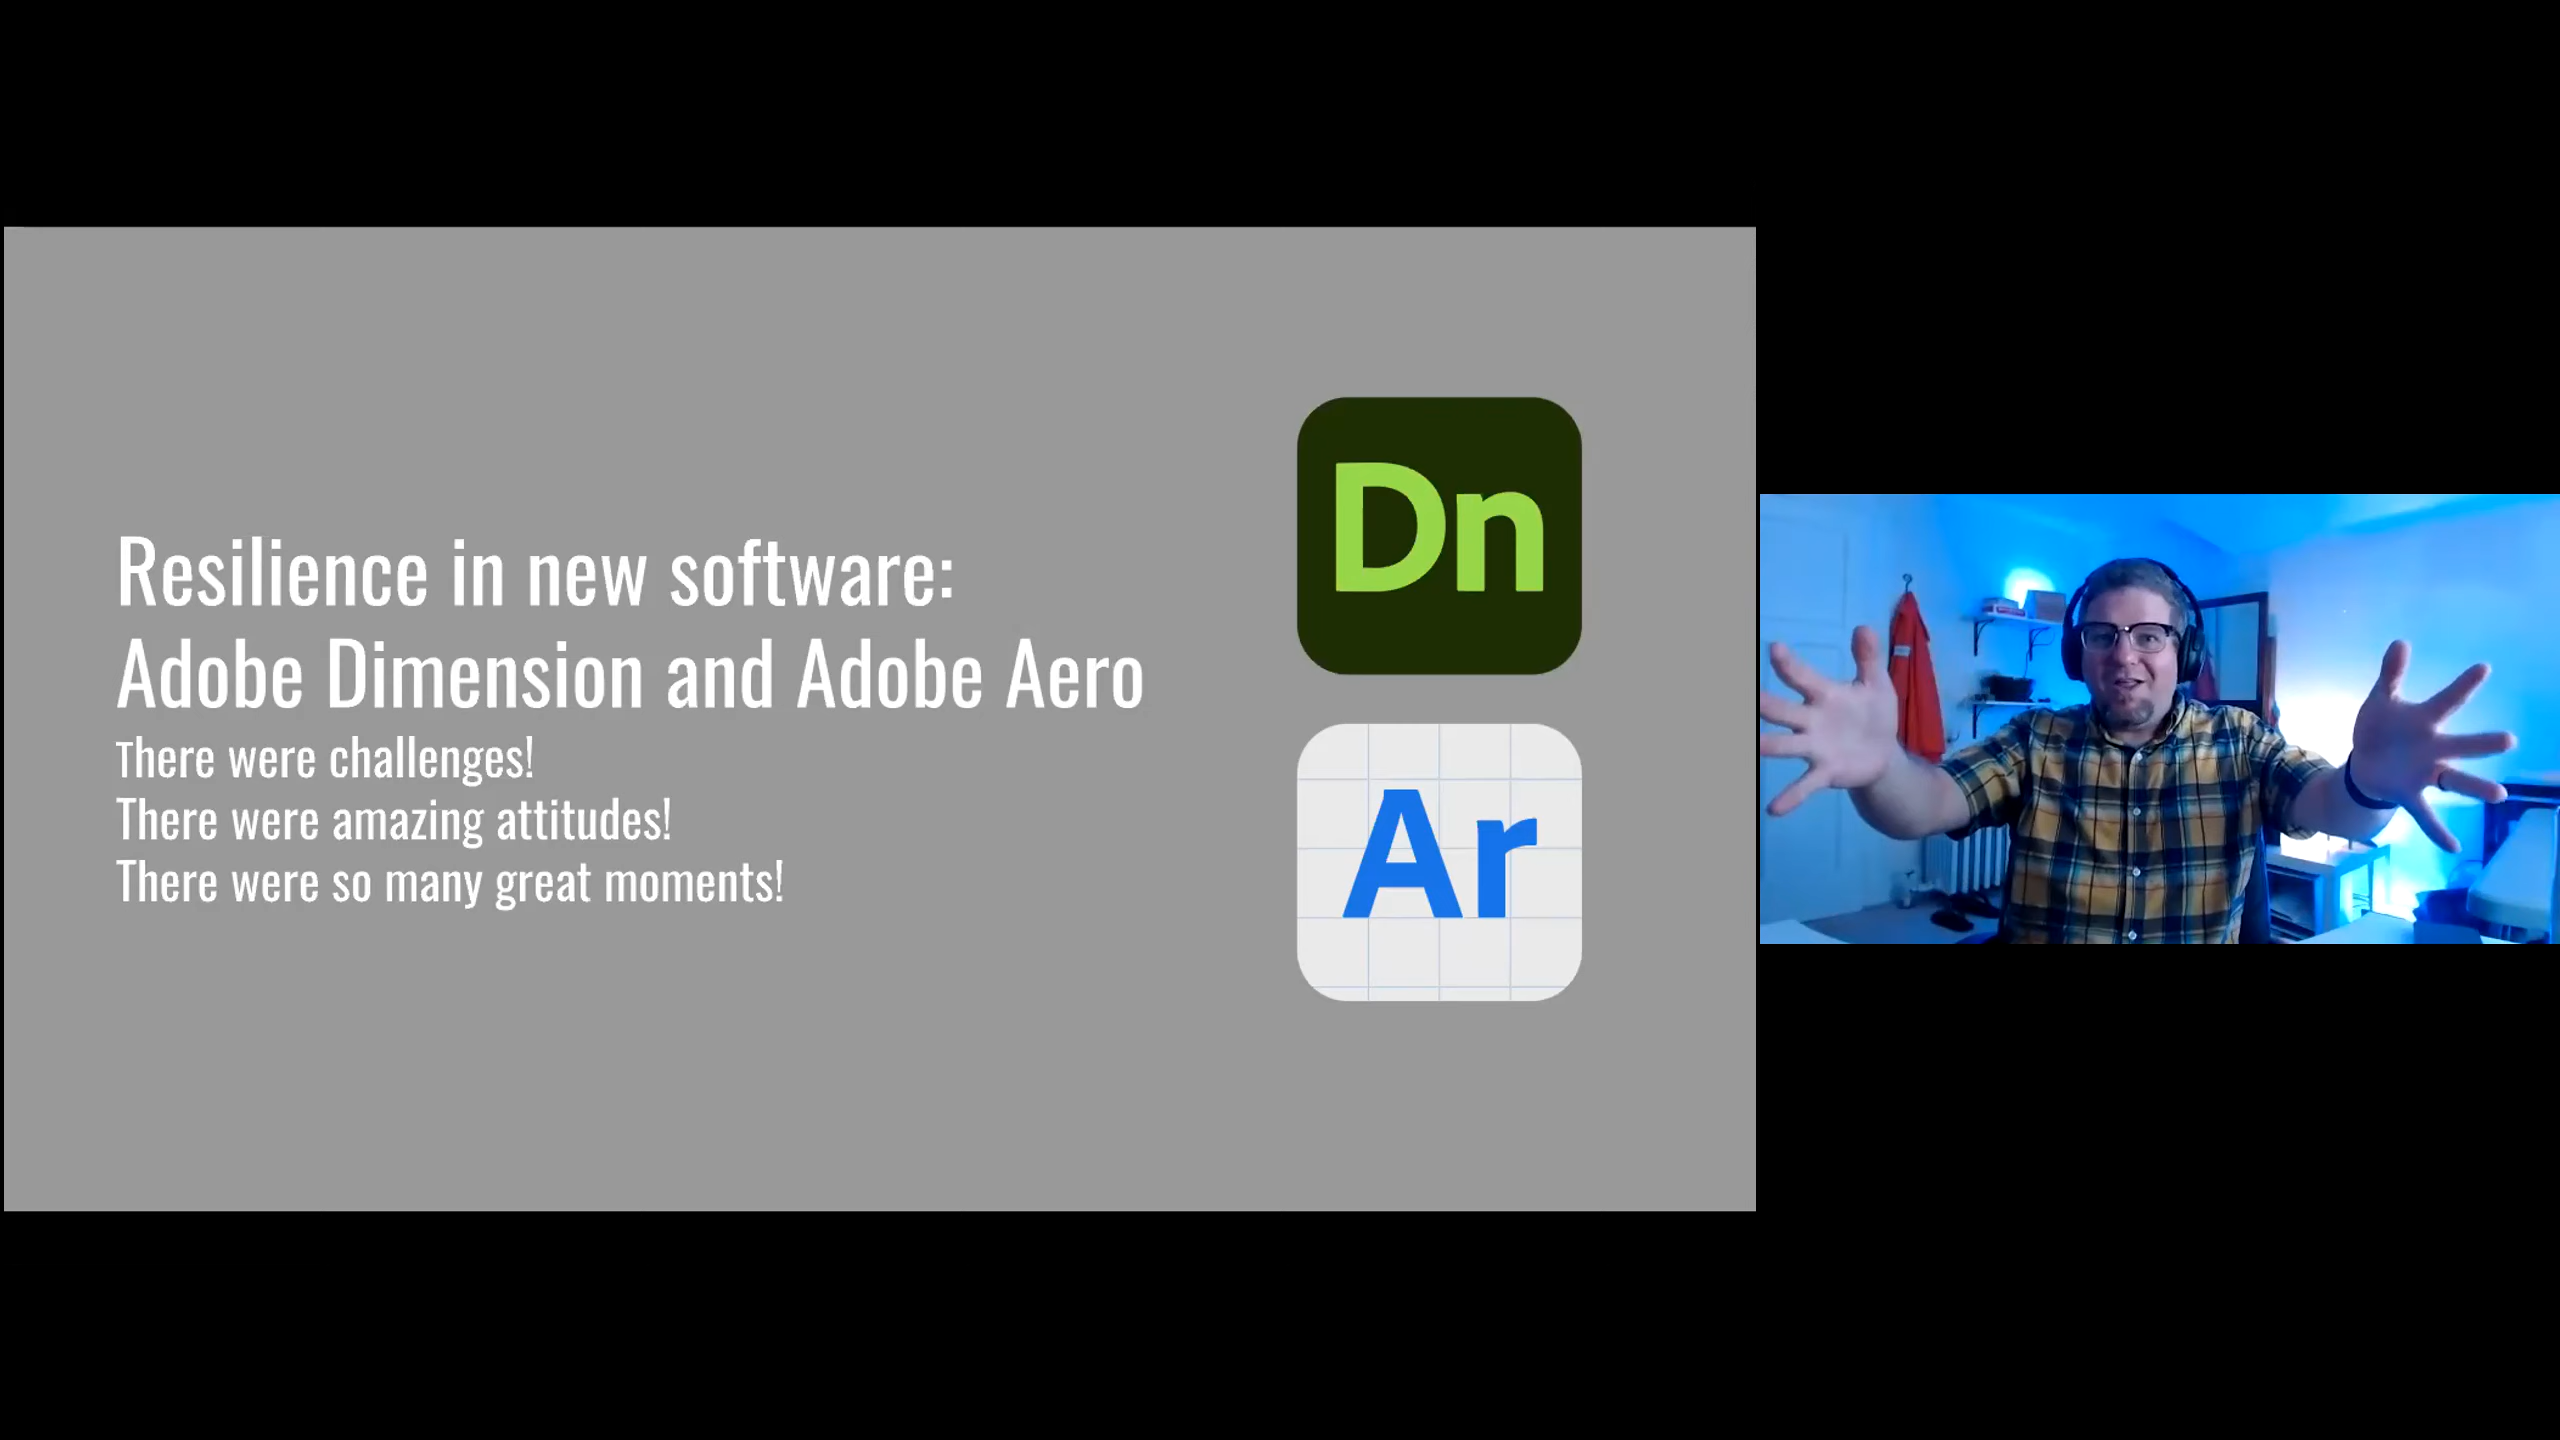 Resilience in new software:
Adobe Dimension and Adobe Aero
There were challenges!
There were amazing attitudes!
There were so many great moments!
Dn
Ar